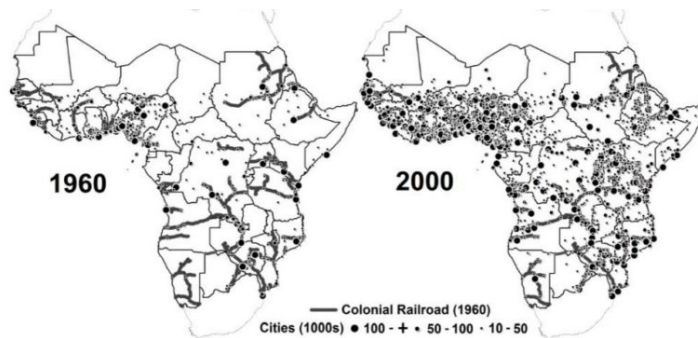 1960
2000
Colonial Railroad (1960)
Cities (1000s) ● 100 - + • 50 - 100 · 10 - 50